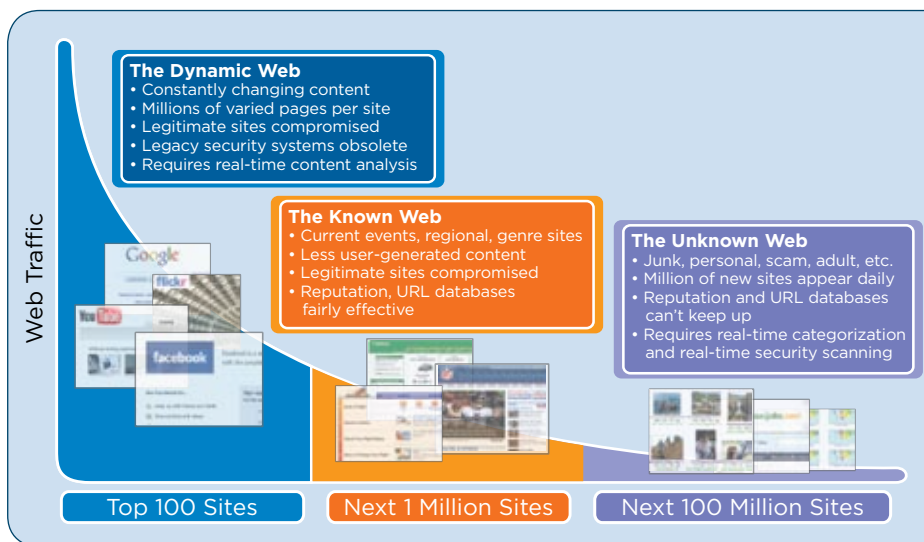 Web Traffic
The Dynamic Web
• Constantly changing content
• Millions of varied pages per site
• Legitimate sites compromised
• Legacy security systems obsolete
• Requires real-time content analysis
The Known Web
• Current events, regional, genre sites
• Less user-generated content
• Legitimate sites compromised
• Reputation, URL databases
fairly effective
The Unknown Web
• Junk, personal, scam, adult, etc.
• Million of new sites appear daily
• Reputation and URL databases
can't keep up
• Requires real-time categorization
and real-time security scanning
Google
flickr
YouTube
facebook
Top 100 Sites
Next 1 Million Sites
Next 100 Million Sites